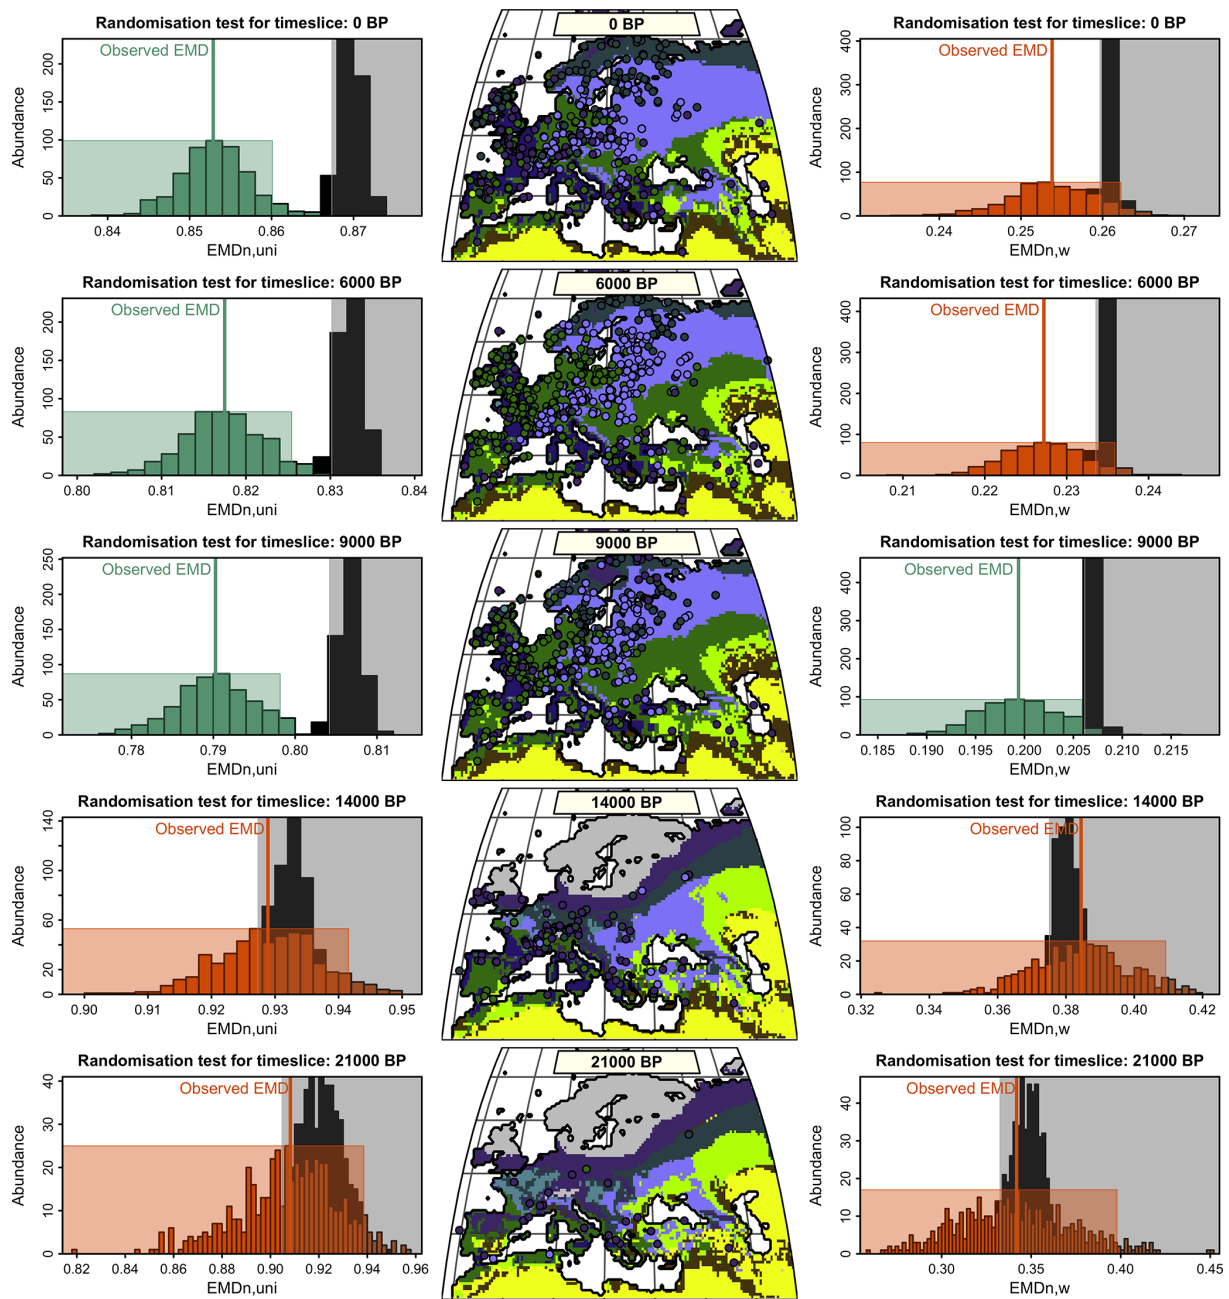 Randomisation test for timeslice: 0 BP
Observed EMD
Abundance
200
150
100
50
0
0.84 0.85 0.86 0.87
EMDn,uni
0 BP
Randomisation test for timeslice: 0 BP
Observed EMD
Abundance
400
300
200
100
0
0.24 0.25 0.26 0.27
EMDn,w
Randomisation test for timeslice: 6000 BP
Observed EMD
Abundance
200
150
100
50
0
0.80 0.81 0.82 0.83 0.84
EMDn,uni
6000 BP
Randomisation test for timeslice: 6000 BP
Observed EMD
Abundance
400
300
200
100
0
0.21 0.22 0.23 0.24
EMDn,w
Randomisation test for timeslice: 9000 BP
Observed EMD
Abundance
250
200
150
100
50
0
0.78 0.79 0.80 0.81
EMDn,uni
9000 BP
Randomisation test for timeslice: 9000 BP
Observed EMD
Abundance
400
300
200
100
0
0.185 0.190 0.195 0.200 0.205 0.210 0.215
EMDn,w
Randomisation test for timeslice: 14000 BP
Observed EMD
Abundance
140
100
60
20
0
0.90 0.91 0.92 0.93 0.94 0.95
EMDn,uni
14000 BP
Randomisation test for timeslice: 14000 BP
Observed EMD
Abundance
100
80
60
40
20
0
0.32 0.34 0.36 0.38 0.40 0.42
EMDn,w
Randomisation test for timeslice: 21000 BP
Observed EMD
Abundance
40
30
20
10
0
0.82 0.84 0.86 0.88 0.90 0.92 0.94 0.96
EMDn,uni
21000 BP
Randomisation test for timeslice: 21000 BP
Observed EMD
Abundance
40
30
20
10
0
0.30 0.35 0.40 0.45
EMDn,w